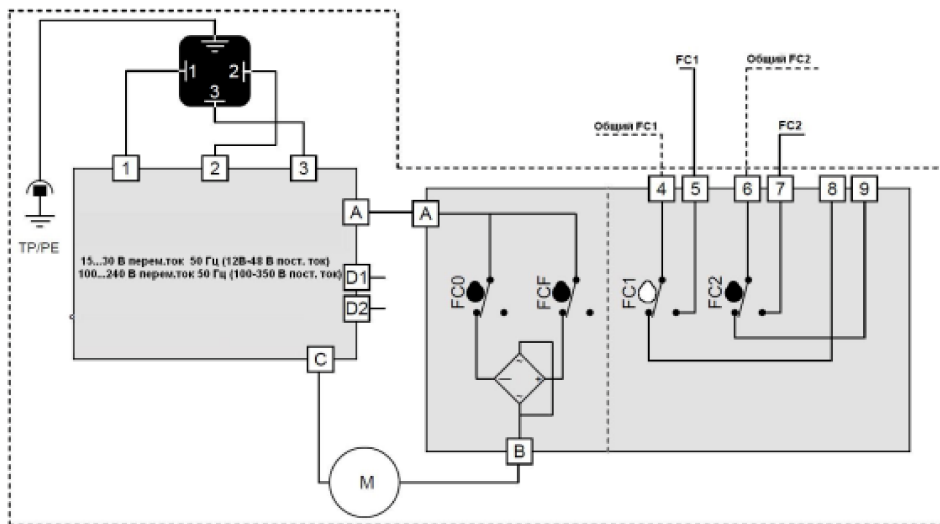 1
2
3
FC1
Общий FC2
Общий FC1
FC2
1
2
3
4
5
6
7
8
9
A
A
TP/PE
15...30 В перем.ток 50 Гц (12В-48 В пост. ток)
100...240 В перем.ток 50 Гц (100-350 В пост. ток)
D1
D2
FC0
FCF
FC1
FC2
~
-
+
~
C
B
M